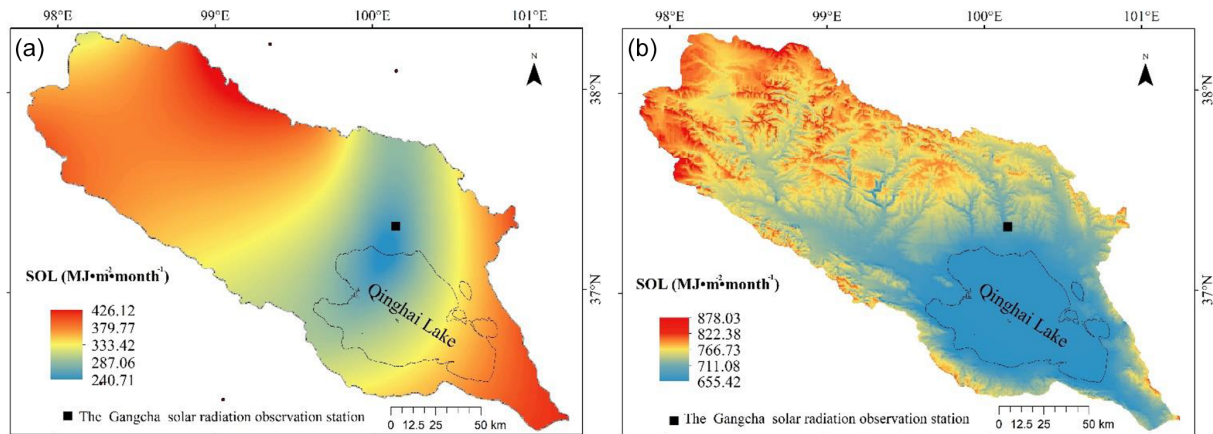 (a)
98°E 99°E 100°E 101°E
N
38°N
37°N
Qinghai Lake
SOL (MJ•m⁻²•month⁻¹)
426.12
379.77
333.42
287.06
240.71
The Gangcha solar radiation observation station
0 12.5 25 50 km
(b)
98°E 99°E 100°E 101°E
N
38°N
37°N
Qinghai Lake
SOL (MJ•m⁻²•month⁻¹)
878.03
822.38
766.73
711.08
655.42
The Gangcha solar radiation observation station
0 12.5 25 50 km